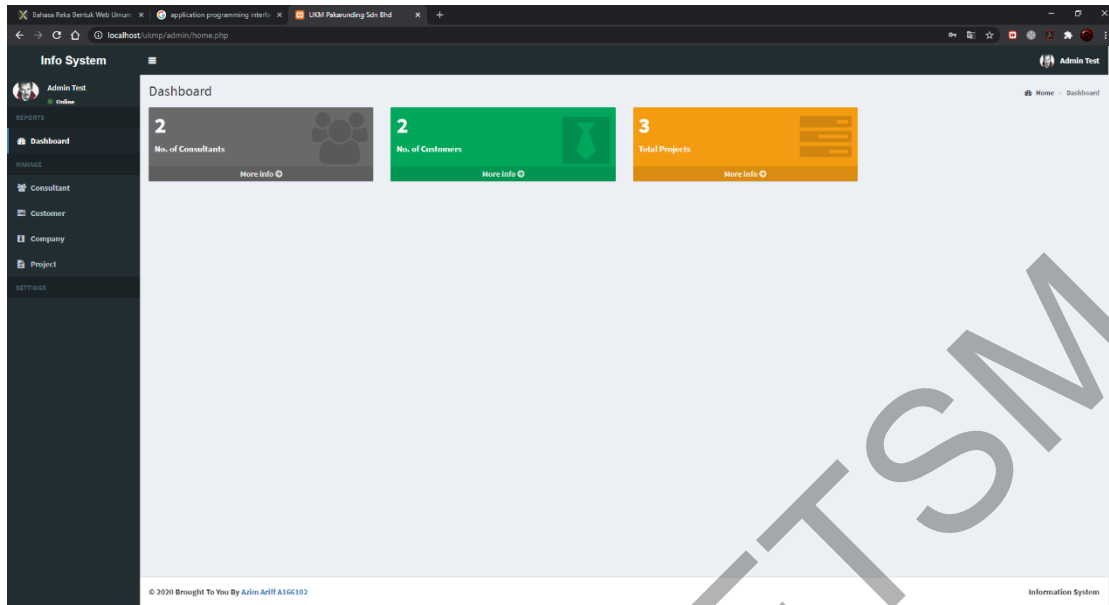 Bahasa Reka Bentuk Web Umum
application programming interfa
UKM Pakarunding Sdn Bhd
localhost/ukmp/admin/home.php
Info System
Admin Test
Admin Test
Online
Dashboard
Home
Dashboard
REPORTS
Dashboard
MANAGE
Consultant
Customer
Company
Project
SETTINGS
2
No. of Consultants
More info
2
No. of Customers
More info
3
Total Projects
More info
© 2020 Brought To You By Azim Ariff A166102
Information System
FTSM